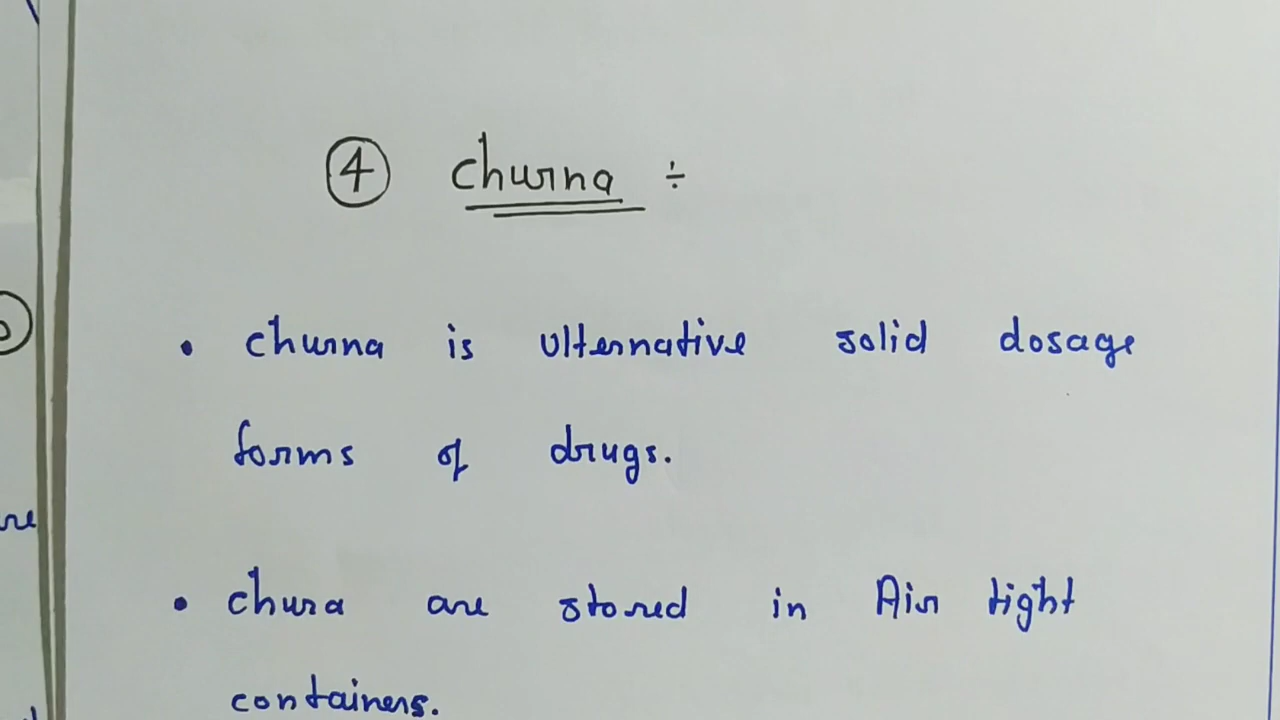 ④ Churna ÷
• Churna is ulternative solid dosage
forms of drugs.
• chura are stored in Air tight
containers.